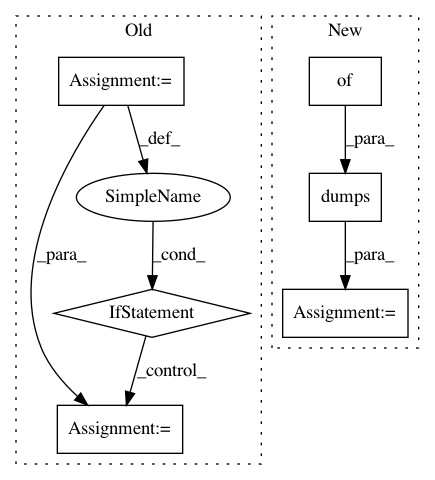 Old
New
Assignment:=
of
_def_
_para_
SimpleName
dumps
_para_
_cond_
_para_
IfStatement
Assignment:=
_control_
Assignment:=